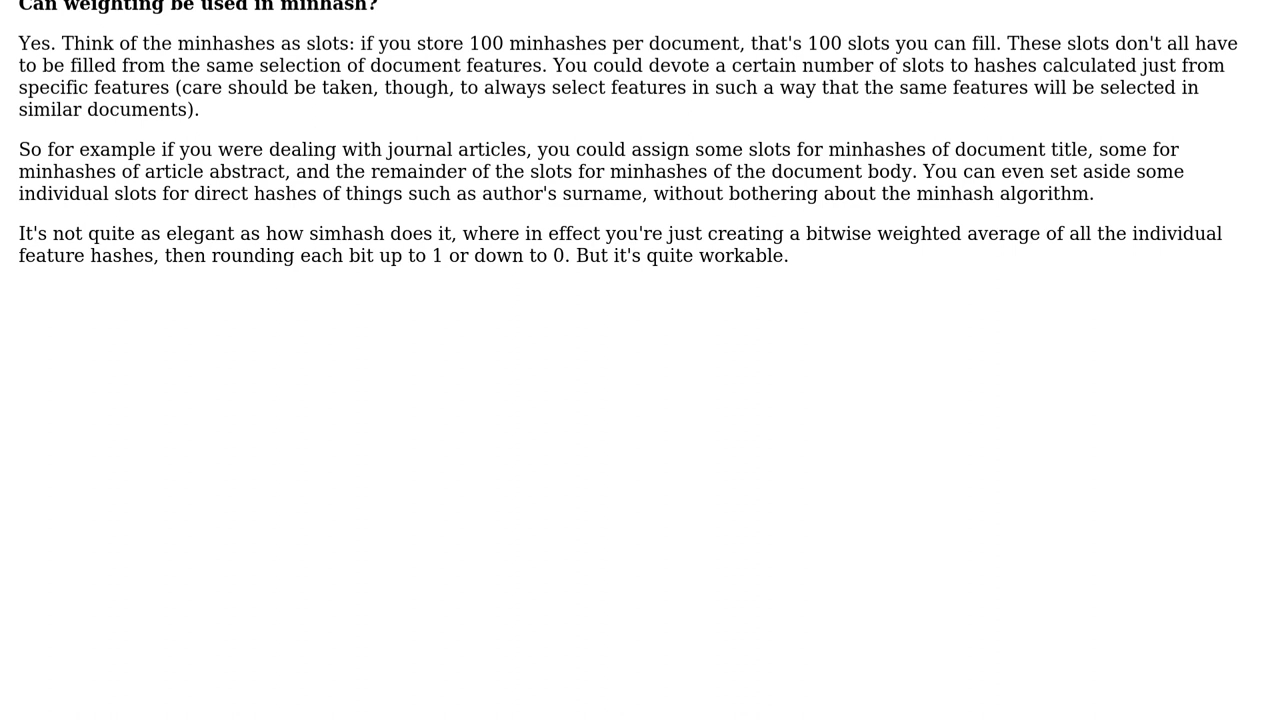 Can weighting be used in minhash?
Yes. Think of the minhashes as slots: if you store 100 minhashes per document, that's 100 slots you can fill. These slots don't all have
to be filled from the same selection of document features. You could devote a certain number of slots to hashes calculated just from
specific features (care should be taken, though, to always select features in such a way that the same features will be selected in
similar documents).
So for example if you were dealing with journal articles, you could assign some slots for minhashes of document title, some for
minhashes of article abstract, and the remainder of the slots for minhashes of the document body. You can even set aside some
individual slots for direct hashes of things such as author's surname, without bothering about the minhash algorithm.
It's not quite as elegant as how simhash does it, where in effect you're just creating a bitwise weighted average of all the individual
feature hashes, then rounding each bit up to 1 or down to 0. But it's quite workable.